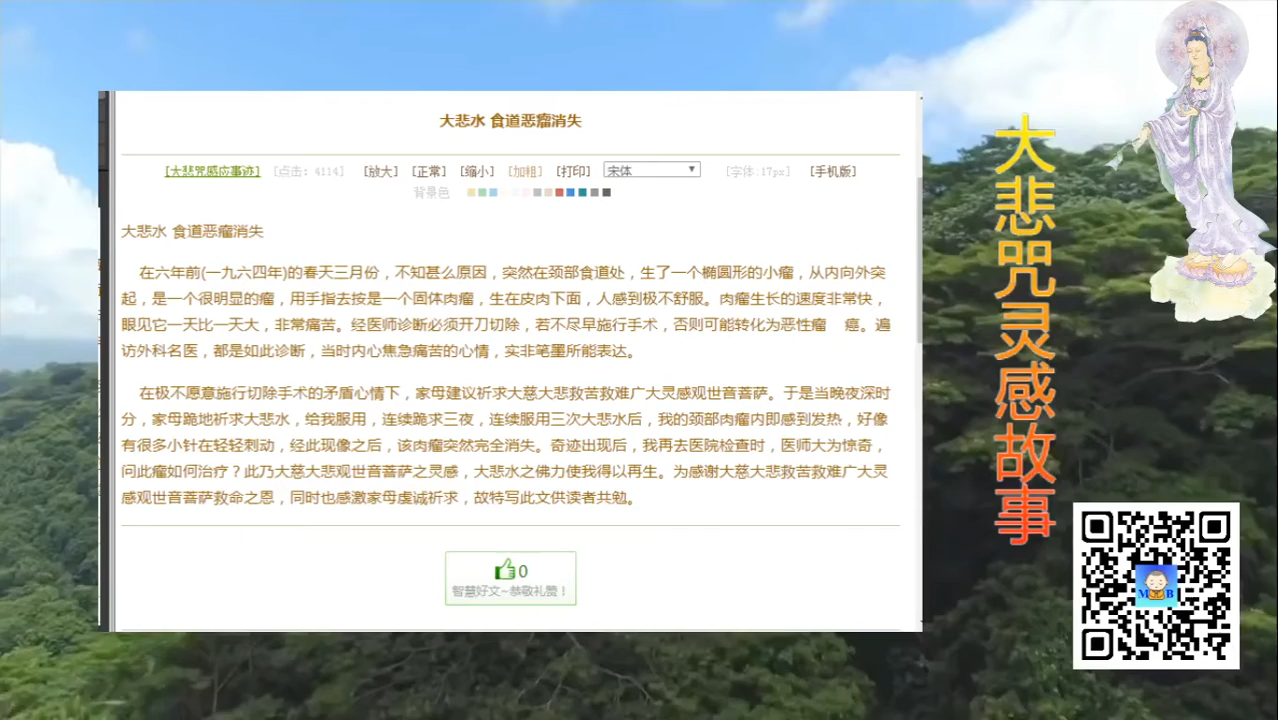 大悲水 食道恶瘤消失
[大悲咒感应事迹] [点击：4114] [放大] [正常] [缩小] [加粗] [打印] 宋体 [字体:17px] [手机版]
背景色
大悲水 食道恶瘤消失
在六年前(一九六四年)的春天三月份，不知甚么原因，突然在颈部食道处，生了一个椭圆形的小瘤，从内向外突
起，是一个很明显的瘤，用手指去按是一个固体肉瘤，生在皮肉下面，人感到极不舒服。肉瘤生长的速度非常快，
眼见它一天比一天大，非常痛苦。经医师诊断必须开刀切除，若不尽早施行手术，否则可能转化为恶性瘤　癌。遍
访外科名医，都是如此诊断，当时内心焦急痛苦的心情，实非笔墨所能表达。
在极不愿意施行切除手术的矛盾心情下，家母建议祈求大慈大悲救苦救难广大灵感观世音菩萨。于是当晚夜深时
分，家母跪地祈求大悲水，给我服用，连续跪求三夜，连续服用三次大悲水后，我的颈部肉瘤内即感到发热，好像
有很多小针在轻轻刺动，经此现像之后，该肉瘤突然完全消失。奇迹出现后，我再去医院检查时，医师大为惊奇，
问此瘤如何治疗？此乃大慈大悲观世音菩萨之灵感，大悲水之佛力使我得以再生。为感谢大慈大悲救苦救难广大灵
感观世音菩萨救命之恩，同时也感激家母虔诚祈求，故特写此文供读者共勉。
0
智慧好文~恭敬礼赞！
大悲咒灵感故事
M B